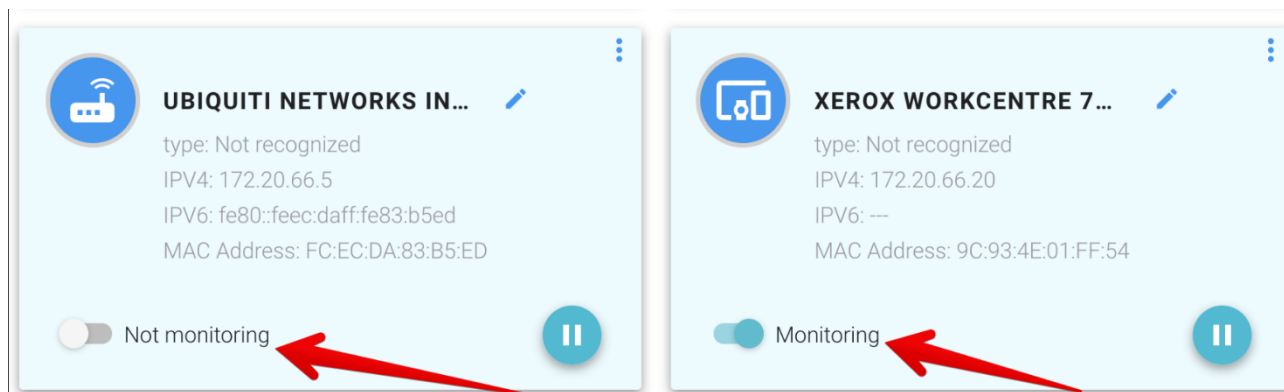 UBIQUITI NETWORKS IN...
type: Not recognized
IPV4: 172.20.66.5
IPV6: fe80::feec:daff:fe83:b5ed
MAC Address: FC:EC:DA:83:B5:ED
Not monitoring
XEROX WORKCENTRE 7...
type: Not recognized
IPV4: 172.20.66.20
IPV6: ---
MAC Address: 9C:93:4E:01:FF:54
Monitoring